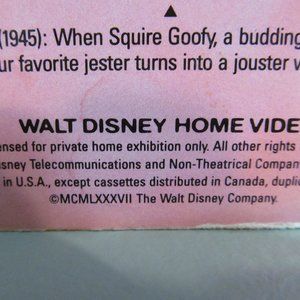 (1945): When Squire Goofy, a budding
ur favorite jester turns into a jouster
WALT DISNEY HOME VIDE
ensed for private home exhibition only. All other rights
isney Telecommunications and Non-Theatrical Company
in U.S.A., except cassettes distributed in Canada, duplic
©MCMLXXXVII The Walt Disney Company.